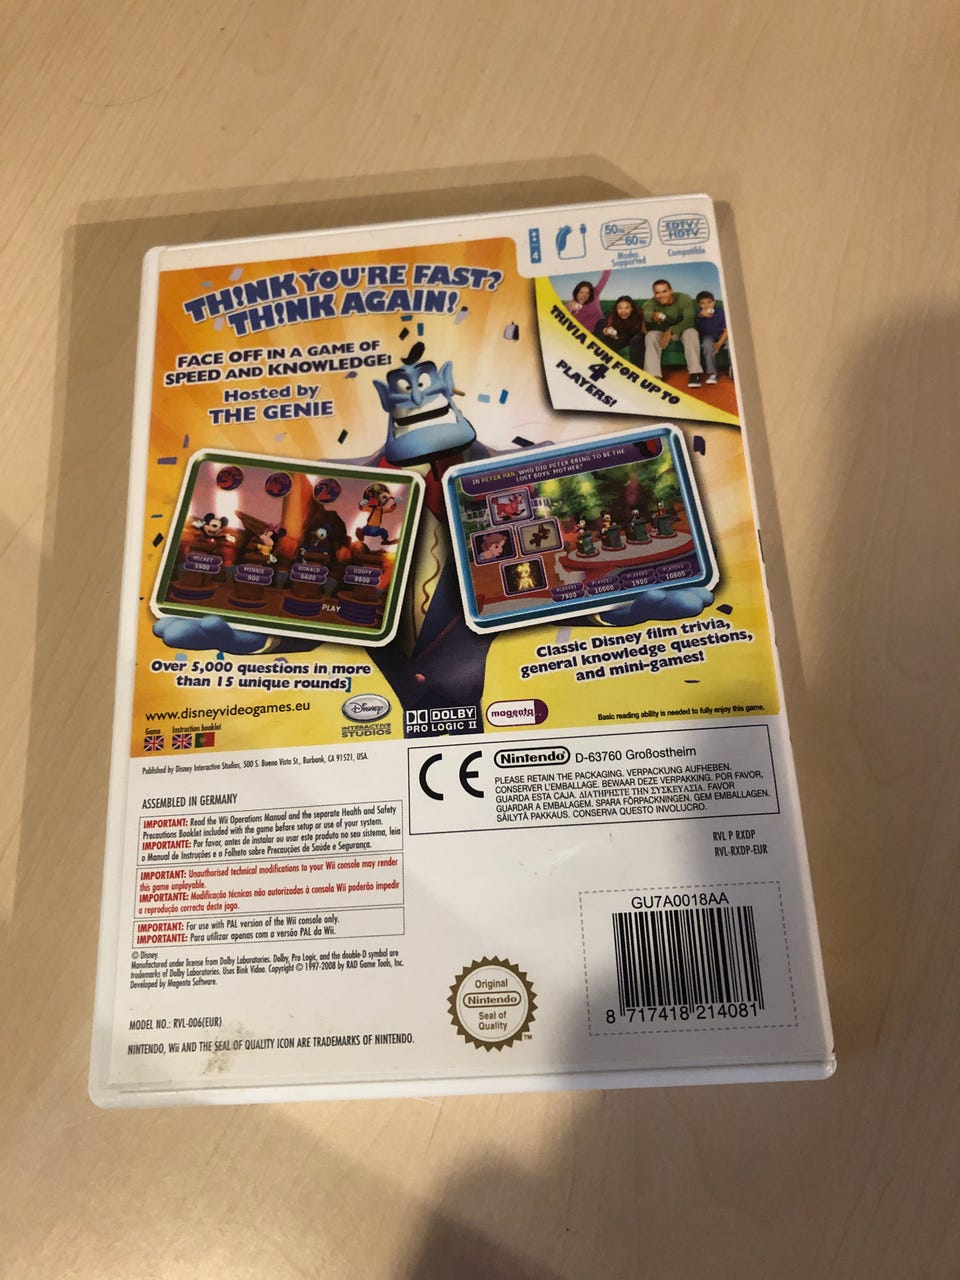 4
50Hz
60Hz
Modes
Supported
EDTV/
HDTV
Compatible
TH!NK YOU'RE FAST?
TH!NK AGAIN!
FACE OFF IN A GAME OF
SPEED AND KNOWLEDGE!
Hosted by
THE GENIE
TRIVIA FUN FOR UP TO
4
PLAYERS!
MICKEY
5900
MINNIE
900
DONALD
6600
GOOFY
8800
PLAY
IN PETER PAN, WHO DID PETER BRING TO BE THE
LOST BOYS' MOTHER?
PLAYER1
7900
PLAYER2
10000
PLAYER3
1900
PLAYER4
10800
Over 5,000 questions in more
than 15 unique rounds]
Classic Disney film trivia,
general knowledge questions,
and mini-games!
www.disneyvideogames.eu
Game
Instruction booklet
Disney
INTERACTIVE
STUDIOS
DOLBY
PRO LOGIC II
magenta
Basic reading ability is needed to fully enjoy this game.
Published by Disney Interactive Studios, 500 S. Buena Vista St., Burbank, CA 91521, USA.
ASSEMBLED IN GERMANY
IMPORTANT: Read the Wii Operations Manual and the separate Health and Safety
Precautions Booklet included with the game before setup or use of your system.
IMPORTANTE: Por favor, antes de instalar ou usar este produto no seu sistema, leia
o Manual de Instruções e o Folheto sobre Precauções de Saúde e Segurança.
IMPORTANT: Unauthorised technical modifications to your Wii console may render
this game unplayable.
IMPORTANTE: Modificação técnicas não autorizadas à consola Wii poderão impedir
a reprodução correcta deste jogo.
IMPORTANT: For use with PAL version of the Wii console only.
IMPORTANTE: Para utilizar apenas com a versão PAL da Wii.
© Disney.
Manufactured under license from Dolby Laboratories. Dolby, Pro Logic, and the double-D symbol are
trademarks of Dolby Laboratories. Uses Bink Video. Copyright © 1997-2008 by RAD Game Tools, Inc.
Developed by Magenta Software.
MODEL NO.: RVL-006(EUR)
NINTENDO, Wii AND THE SEAL OF QUALITY ICON ARE TRADEMARKS OF NINTENDO.
CE
Nintendo D-63760 Großostheim
PLEASE RETAIN THE PACKAGING. VERPACKUNG AUFHEBEN.
CONSERVER L'EMBALLAGE. BEWAAR DEZE VERPAKKING. POR FAVOR,
GUARDA ESTA CAJA. ΔΙΑΤΗΡΗΣΤΕ ΤΗΝ ΣΥΣΚΕΥΑΣΙΑ. FAVOR
GUARDAR A EMBALAGEM. SPARA FÖRPACKNINGEN. GEM EMBALLAGEN.
SÄILYTÄ PAKKAUS. CONSERVA QUESTO INVOLUCRO.
RVL P RXDP
RVL-RXDP-EUR
GU7A0018AA
8 717418 214081
Original
Nintendo
Seal of
Quality
TM